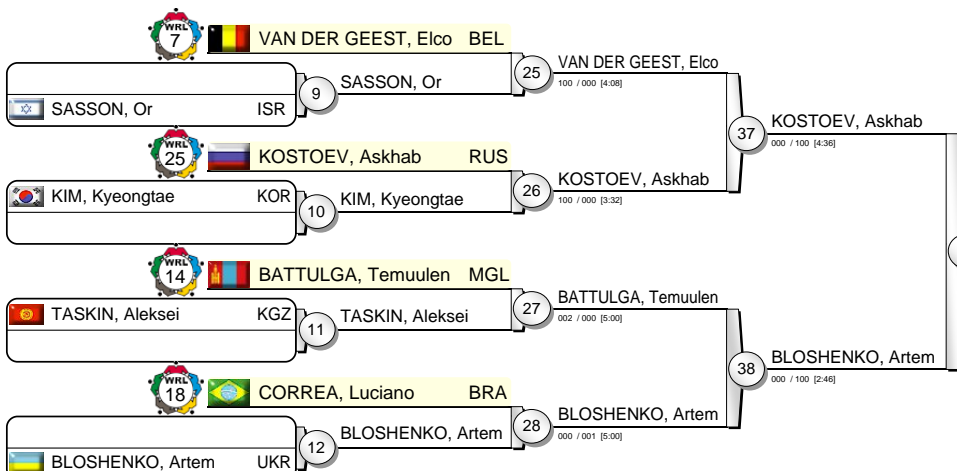 WRL
7
VAN DER GEEST, Elco BEL
SASSON, Or ISR
9
SASSON, Or
25
VAN DER GEEST, Elco
100 / 000 [4:08]
WRL
25
KOSTOEV, Askhab RUS
KIM, Kyeongtae KOR
10
KIM, Kyeongtae
26
KOSTOEV, Askhab
100 / 000 [3:32]
37
KOSTOEV, Askhab
000 / 100 [4:36]
WRL
14
BATTULGA, Temuulen MGL
TASKIN, Aleksei KGZ
11
TASKIN, Aleksei
27
BATTULGA, Temuulen
002 / 000 [5:00]
WRL
18
CORREA, Luciano BRA
BLOSHENKO, Artem UKR
12
BLOSHENKO, Artem
28
BLOSHENKO, Artem
000 / 001 [5:00]
38
BLOSHENKO, Artem
000 / 100 [2:46]